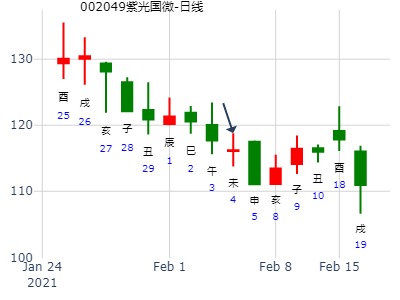 002049紫光国微-日线
130
120
110
100
酉
25
戌
26
亥
27
子
28
丑
29
辰
1
巳
2
午
3
未
4
申
5
亥
8
子
9
丑
10
酉
18
戌
19
Jan 24
2021
Feb 1
Feb 8
Feb 15